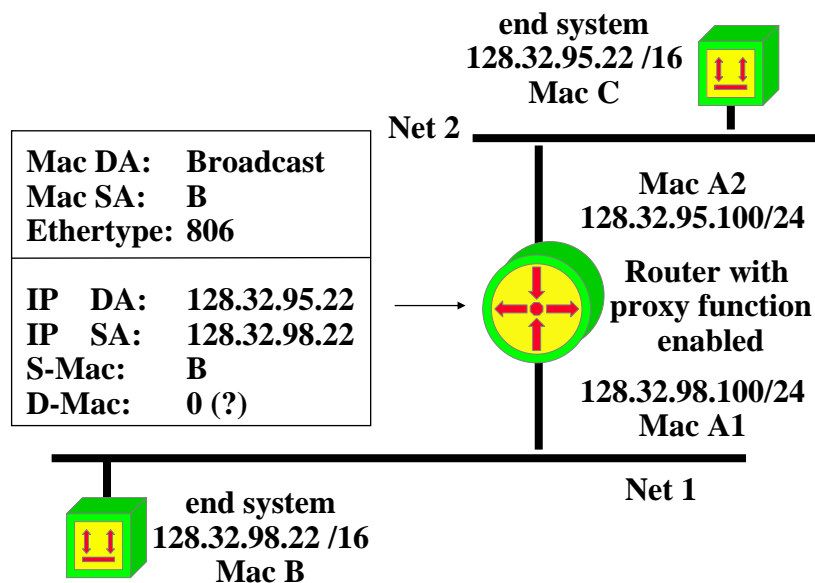 end system
128.32.95.22 /16
Mac C
Net 2
Mac DA: Broadcast
Mac SA: B
Ethertype: 806
IP DA: 128.32.95.22
IP SA: 128.32.98.22
S-Mac: B
D-Mac: 0 (?)
Mac A2
128.32.95.100/24
Router with
proxy function
enabled
128.32.98.100/24
Mac A1
Net 1
end system
128.32.98.22 /16
Mac B